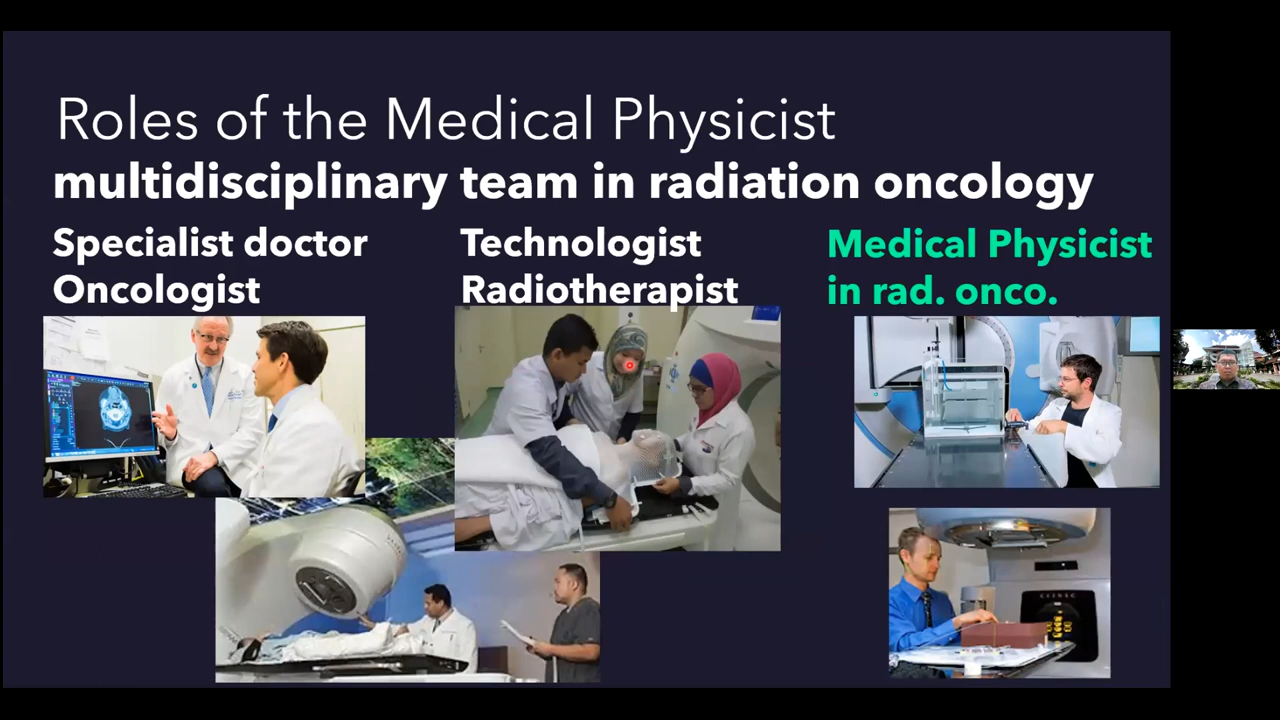 Roles of the Medical Physicist
multidisciplinary team in radiation oncology
Specialist doctor
Oncologist
Technologist
Radiotherapist
Medical Physicist
in rad. onco.
CLINAC